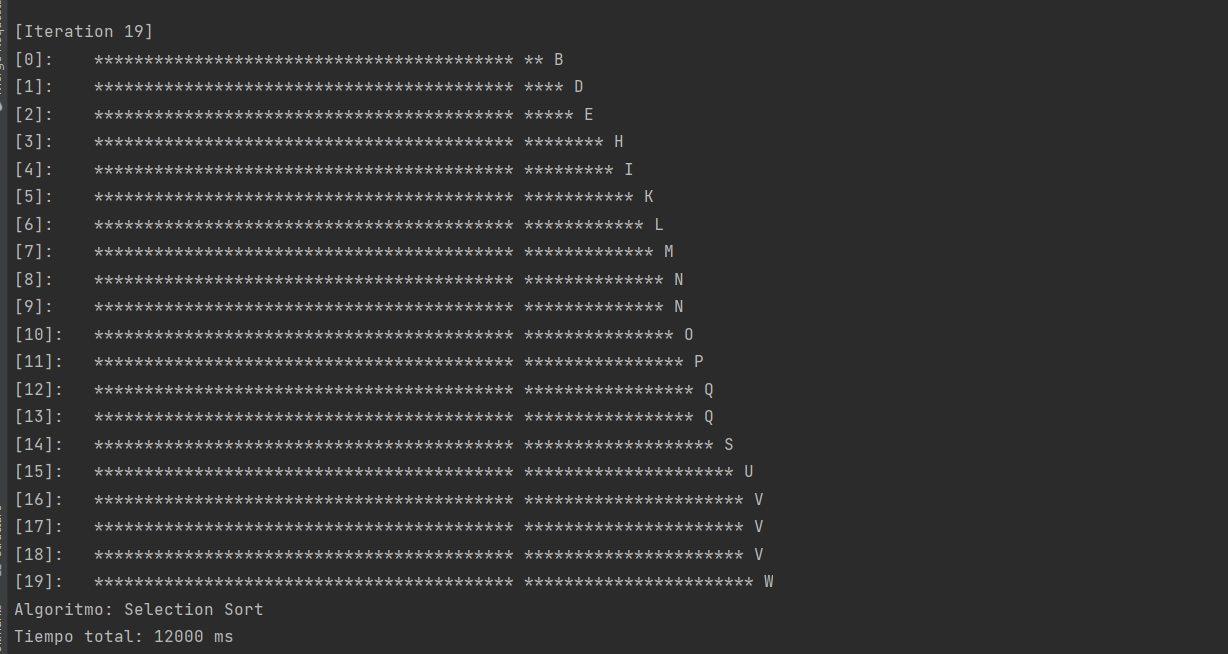 [Iteration 19]
[0]:    ****************************************** ** B
[1]:    ****************************************** **** D
[2]:    ****************************************** ***** E
[3]:    ****************************************** ******** H
[4]:    ****************************************** ********* I
[5]:    ****************************************** *********** K
[6]:    ****************************************** ************ L
[7]:    ****************************************** ************* M
[8]:    ****************************************** ************** N
[9]:    ****************************************** ************** N
[10]:   ****************************************** *************** O
[11]:   ****************************************** **************** P
[12]:   ****************************************** ***************** Q
[13]:   ****************************************** ***************** Q
[14]:   ****************************************** ******************* S
[15]:   ****************************************** ********************* U
[16]:   ****************************************** ********************** V
[17]:   ****************************************** ********************** V
[18]:   ****************************************** ********************** V
[19]:   ****************************************** *********************** W
Algoritmo: Selection Sort
Tiempo total: 12000 ms